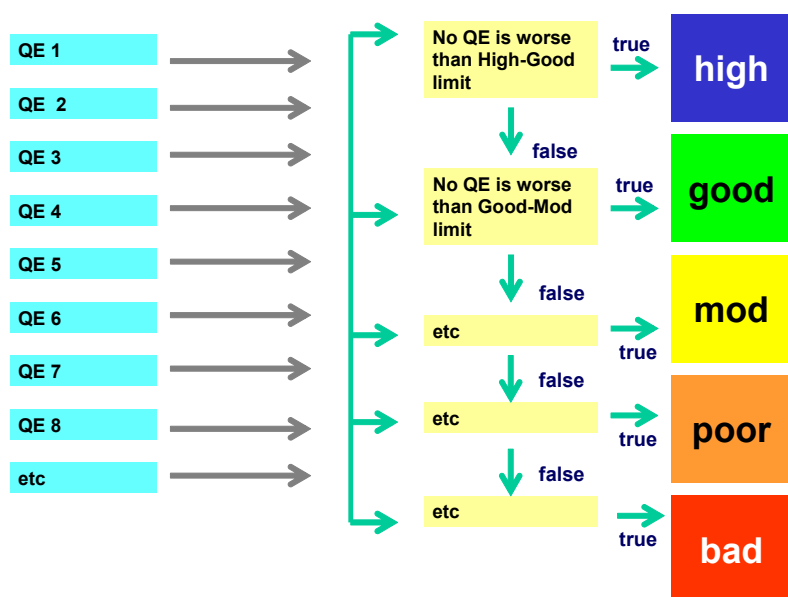 QE 1
QE 2
QE 3
QE 4
QE 5
QE 6
QE 7
QE 8
etc
No QE is worse
than High-Good
limit
true
high
false
No QE is worse
than Good-Mod
limit
true
good
false
etc
true
mod
false
etc
true
poor
false
etc
true
bad